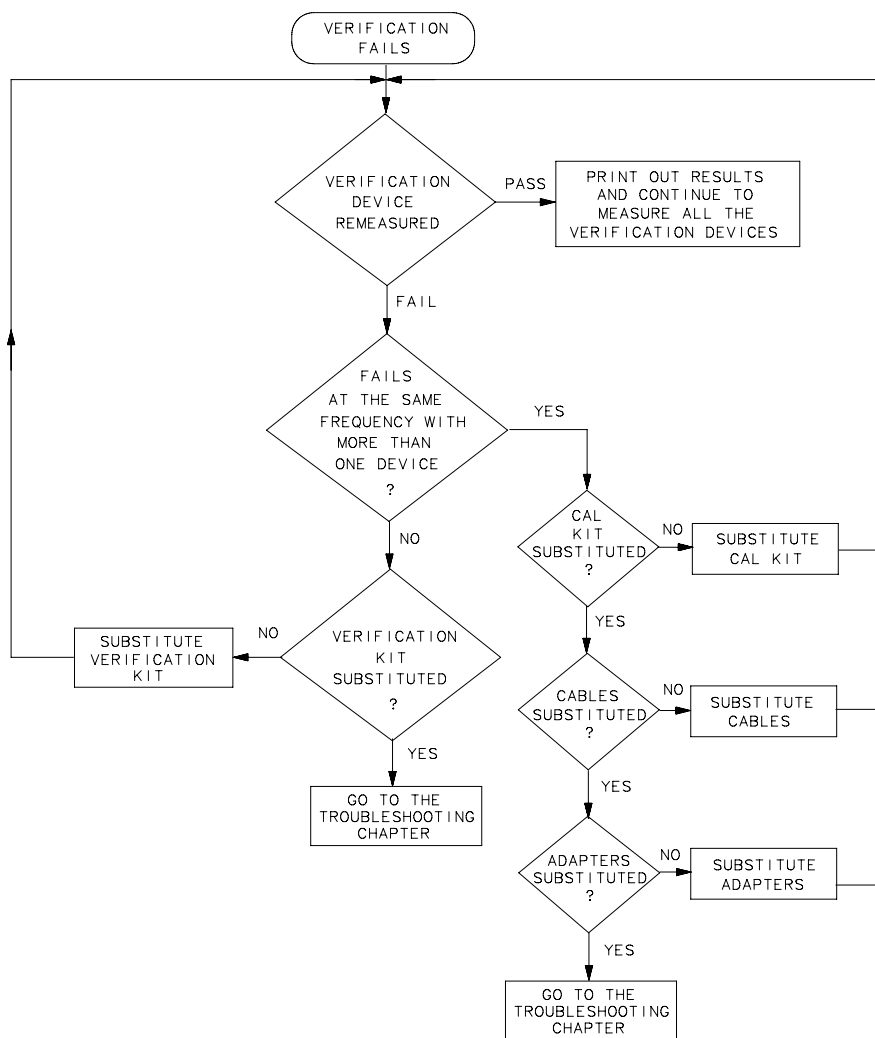 VERIFICATION
FAILS
VERIFICATION
DEVICE
REMEASURED
PASS
PRINT OUT RESULTS
AND CONTINUE TO
MEASURE ALL THE
VERIFICATION DEVICES
FAIL
FAILS
AT THE SAME
FREQUENCY WITH
MORE THAN
ONE DEVICE
?
YES
CAL
KIT
SUBSTITUTED
?
NO
SUBSTITUTE
CAL KIT
NO
VERIFICATION
KIT
SUBSTITUTED
?
NO
SUBSTITUTE
VERIFICATION
KIT
YES
GO TO THE
TROUBLESHOOTING
CHAPTER
YES
CABLES
SUBSTITUTED
?
NO
SUBSTITUTE
CABLES
YES
ADAPTERS
SUBSTITUTED
?
NO
SUBSTITUTE
ADAPTERS
YES
GO TO THE
TROUBLESHOOTING
CHAPTER